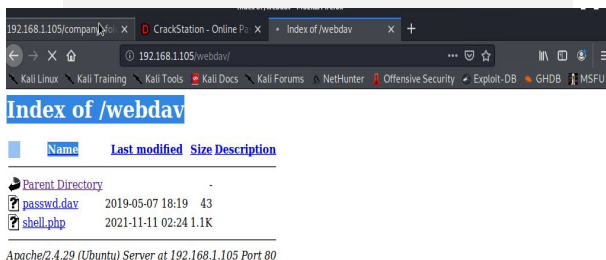 192.168.1.105/company_fol CrackStation - Online Pa Index of /webdav
192.168.1.105/webdav/
Kali Linux Kali Training Kali Tools Kali Docs Kali Forums NetHunter Offensive Security Exploit-DB GHDB MSFU
Index of /webdav
Name Last modified Size Description
Parent Directory -
passwd.dav 2019-05-07 18:19 43
shell.php 2021-11-11 02:24 1.1K
Apache/2.4.29 (Ubuntu) Server at 192.168.1.105 Port 80